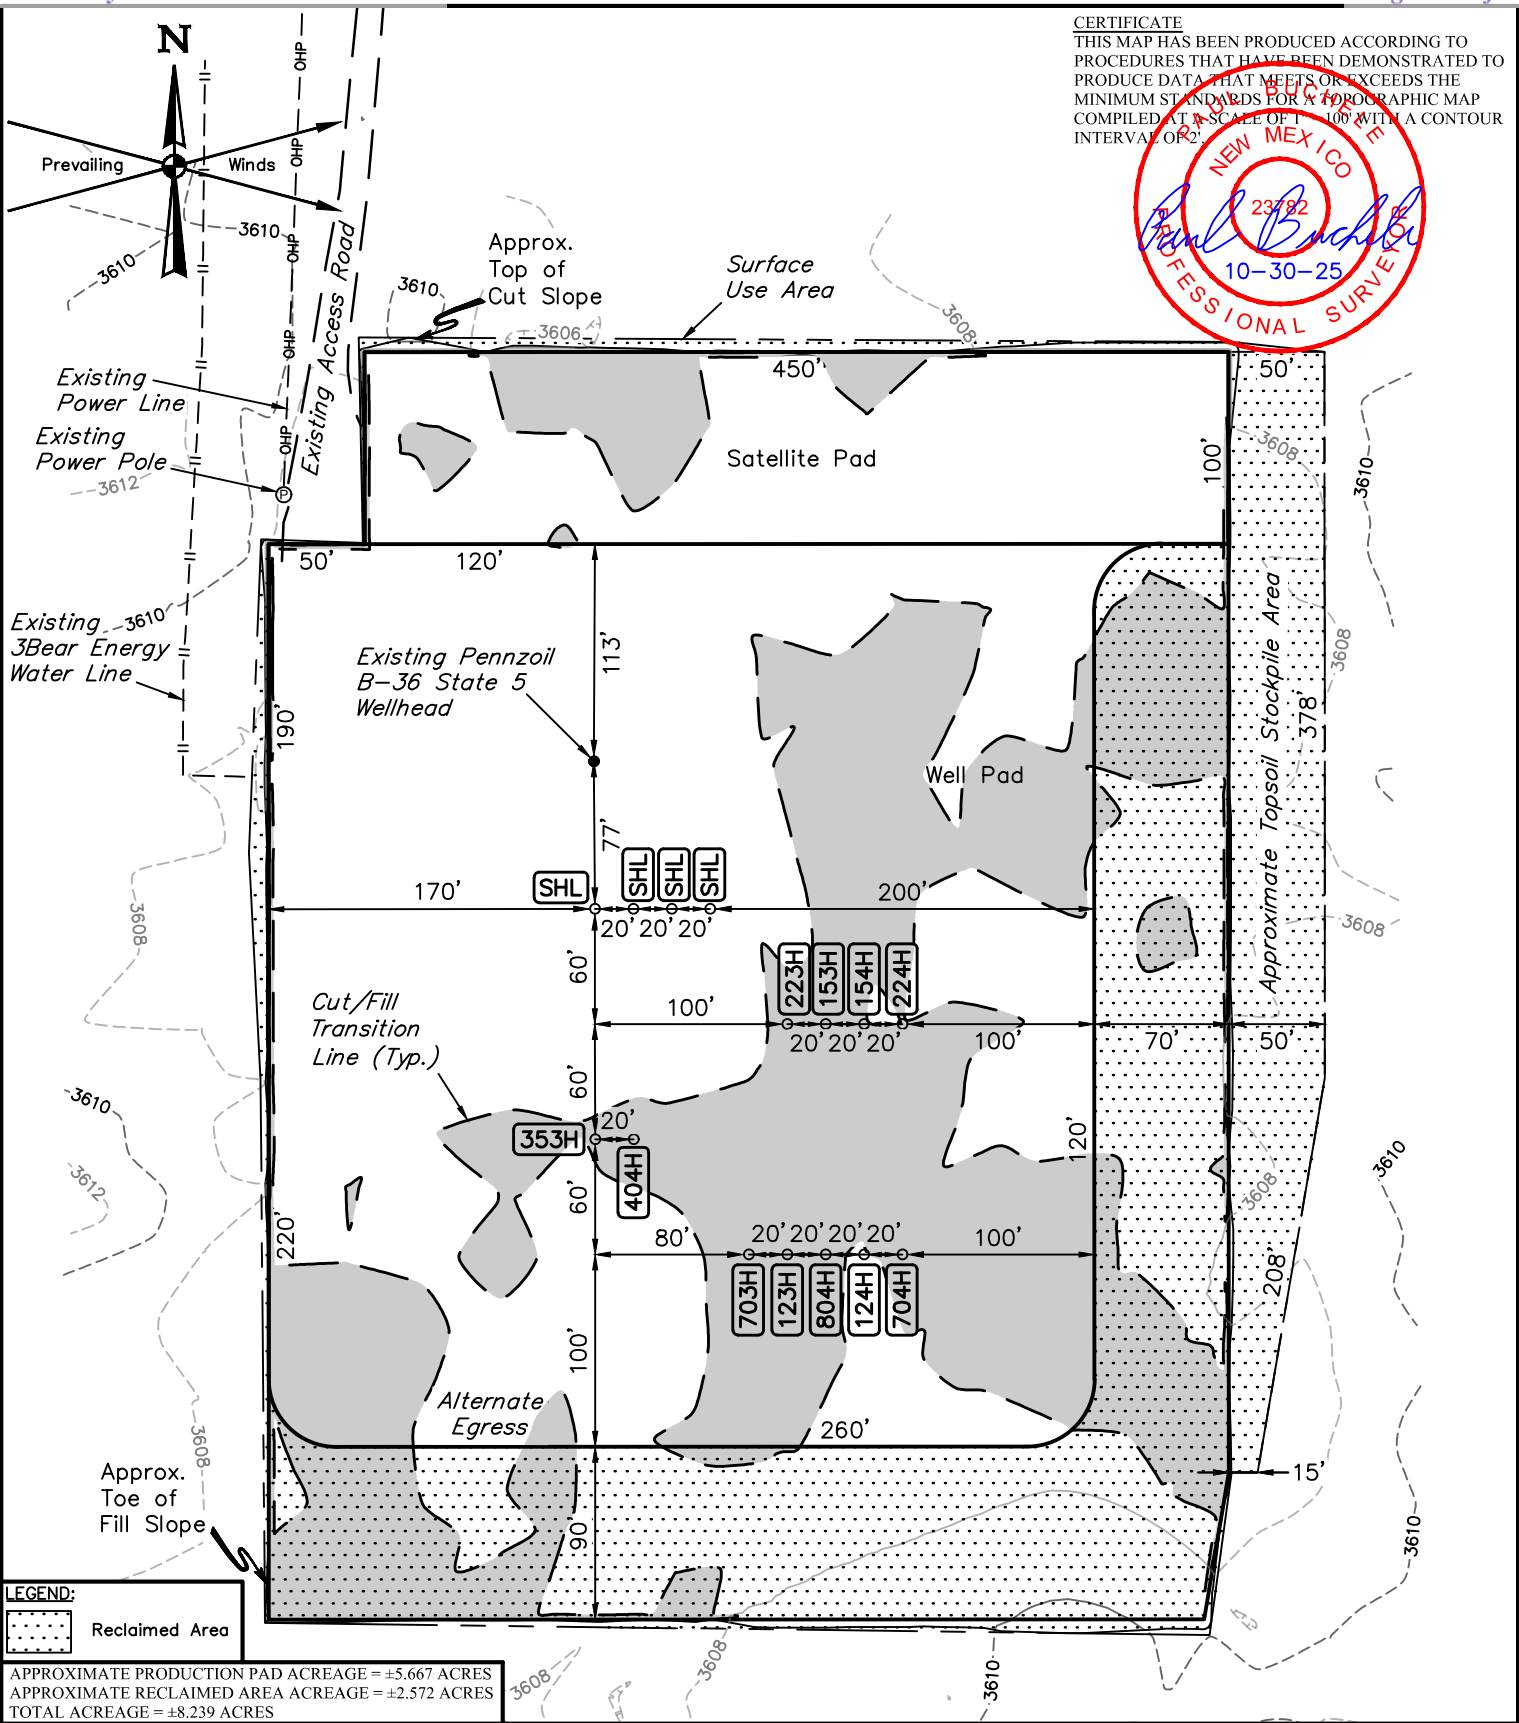 CERTIFICATE
THIS MAP HAS BEEN PRODUCED ACCORDING TO
PROCEDURES THAT HAVE BEEN DEMONSTRATED TO
PRODUCE DATA THAT MEETS OR EXCEEDS THE
MINIMUM STANDARDS FOR A TOPOGRAPHIC MAP
COMPILED AT A SCALE OF 1" = 100' WITH A CONTOUR
INTERVAL OF 2'.
PAUL BUCHELE
NEW MEXICO
23782
Paul Buchele
10-30-25
PROFESSIONAL SURVEYOR
N
Prevailing Winds
OHP
OHP
OHP
OHP
OHP
3610
3610
3610
3606
3608
Approx.
Top of
Cut Slope
Surface
Use Area
Existing Access Road
Existing
Power Line
Existing
Power Pole
P
3612
450'
50'
Satellite Pad
100'
3608
3610
50'
120'
Existing
3Bear Energy
Water Line
3610
113'
Existing Pennzoil
B-36 State 5
Wellhead
190'
77'
Well Pad
Approximate Topsoil Stockpile Area
378'
3608
SHL
SHL
SHL
SHL
170'
200'
20' 20' 20'
3608
3608
60'
223H
153H
154H
224H
Cut/Fill
Transition
Line (Typ.)
100'
20' 20' 20'
100'
70'
50'
60'
3610
20'
353H
404H
120'
3610
3612
3608
60'
220'
80'
20' 20' 20' 20'
100'
208'
703H
123H
804H
124H
704H
100'
Alternate
Egress
260'
3608
15'
Approx.
Toe of
Fill Slope
90'
3610
LEGEND:
Reclaimed Area
3608
3608
3610
APPROXIMATE PRODUCTION PAD ACREAGE = ±5.667 ACRES
APPROXIMATE RECLAIMED AREA ACREAGE = ±2.572 ACRES
TOTAL ACREAGE = ±8.239 ACRES